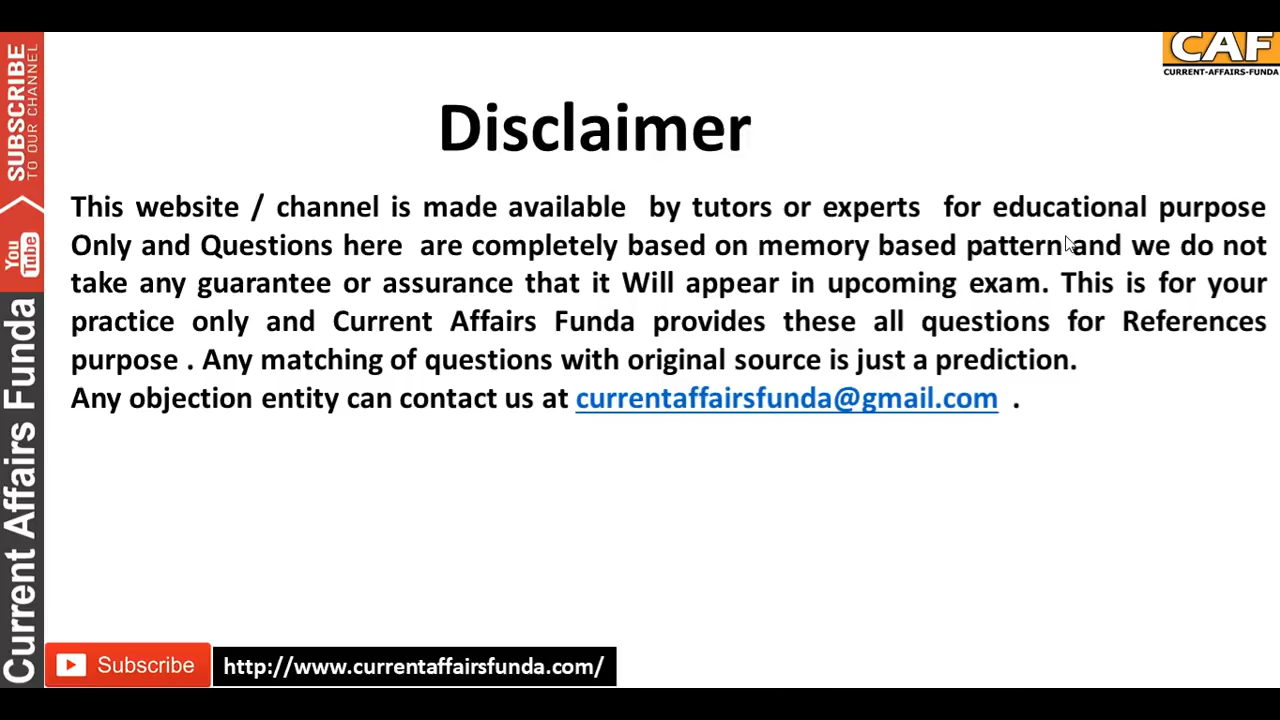 SUBSCRIBE
TO OUR CHANNEL
You
Tube
Current Affairs Funda
CAF
CURRENT-AFFAIRS-FUNDA
Disclaimer
This website / channel is made available by tutors or experts for educational purpose
Only and Questions here are completely based on memory based pattern and we do not
take any guarantee or assurance that it Will appear in upcoming exam. This is for your
practice only and Current Affairs Funda provides these all questions for References
purpose . Any matching of questions with original source is just a prediction.
Any objection entity can contact us at currentaffairsfunda@gmail.com .
Subscribe
http://www.currentaffairsfunda.com/